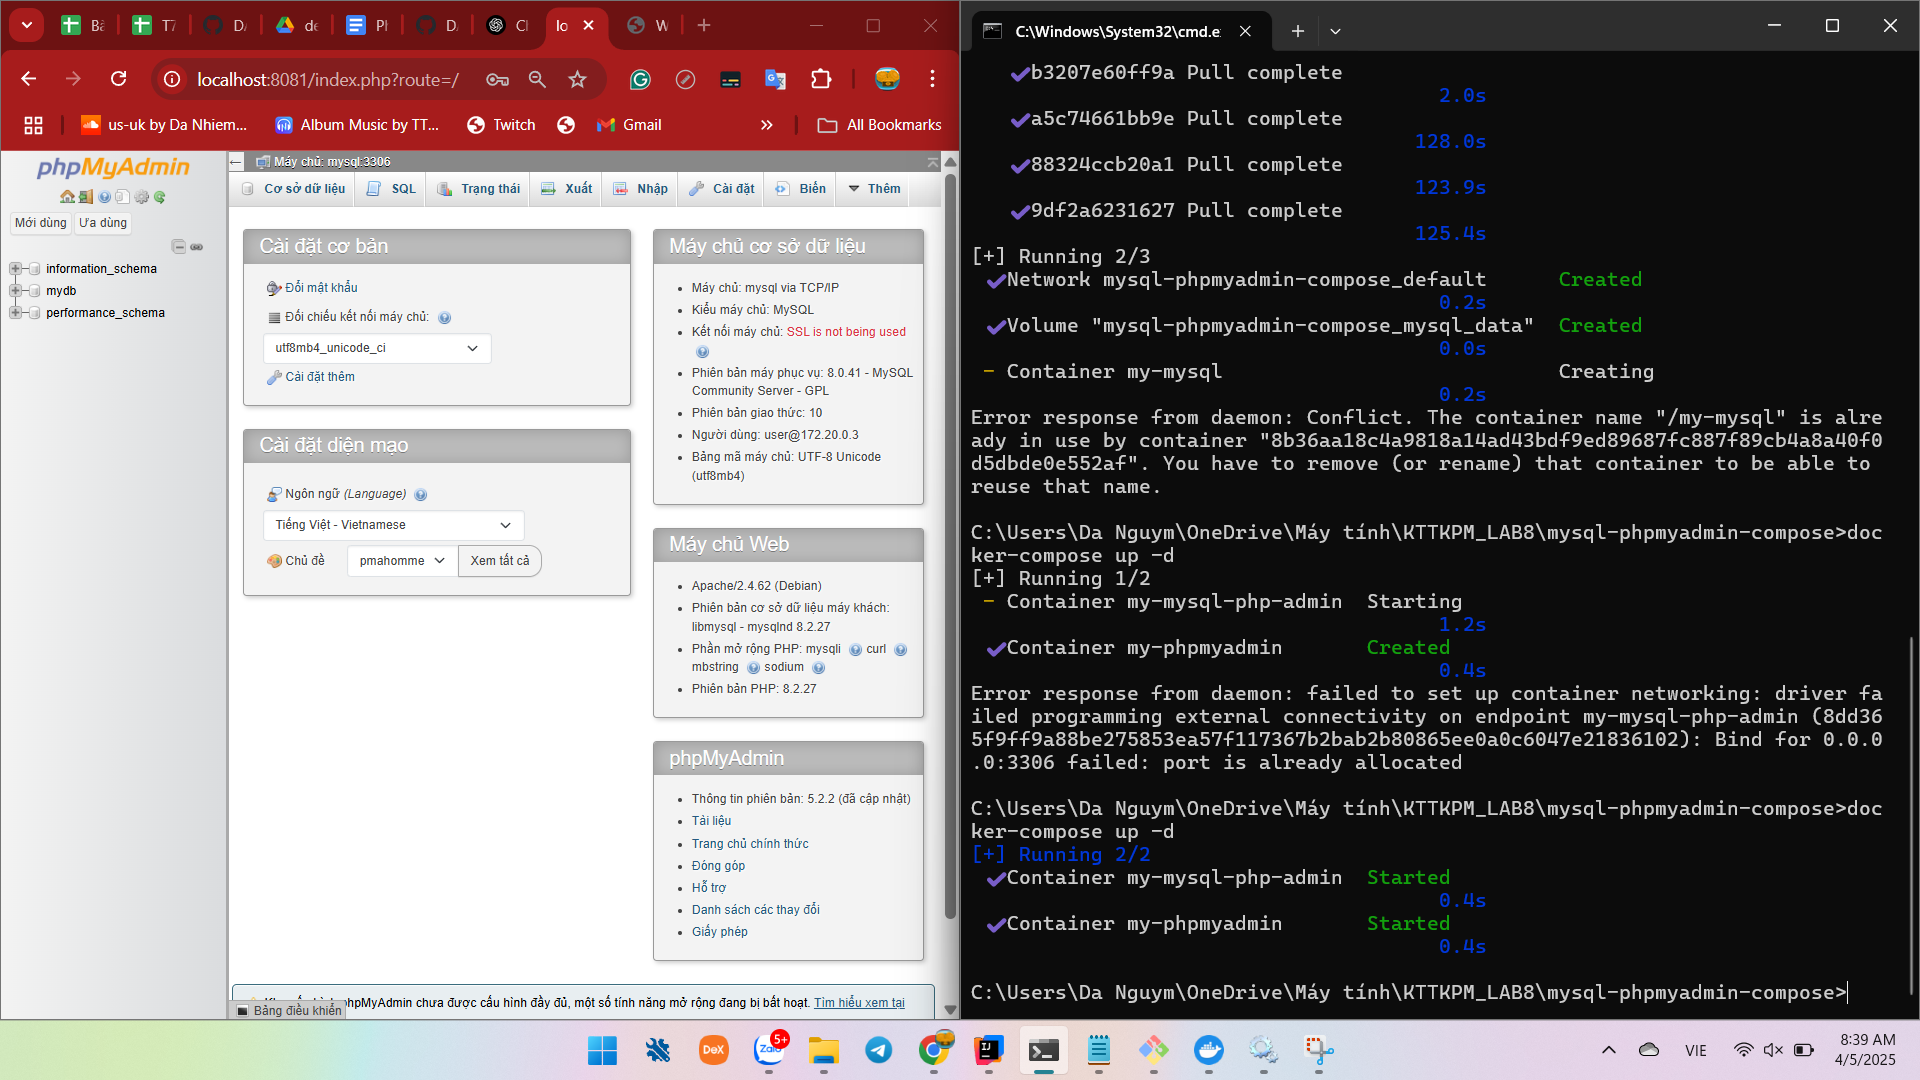 Bả
T7
DA
de
Ph
DA
Cl
lo
W
localhost:8081/index.php?route=/
us-uk by Da Nhiem...
Album Music by TT...
Twitch
Gmail
»
All Bookmarks
phpMyAdmin
Mới dùng
Ưa dùng
information_schema
mydb
performance_schema
Máy chủ: mysql:3306
Cơ sở dữ liệu
SQL
Trạng thái
Xuất
Nhập
Cài đặt
Biến
Thêm
Cài đặt cơ bản
Đổi mật khẩu
Đối chiếu kết nối máy chủ:
utf8mb4_unicode_ci
Cài đặt thêm
Cài đặt diện mạo
Ngôn ngữ (Language)
Tiếng Việt - Vietnamese
Chủ đề
pmahomme
Xem tất cả
Máy chủ cơ sở dữ liệu
Máy chủ: mysql via TCP/IP
Kiểu máy chủ: MySQL
Kết nối máy chủ: SSL is not being used
Phiên bản máy phục vụ: 8.0.41 - MySQL
Community Server - GPL
Phiên bản giao thức: 10
Người dùng: user@172.20.0.3
Bảng mã máy chủ: UTF-8 Unicode
(utf8mb4)
Máy chủ Web
Apache/2.4.62 (Debian)
Phiên bản cơ sở dữ liệu máy khách:
libmysql - mysqlnd 8.2.27
Phần mở rộng PHP: mysqli curl
mbstring sodium
Phiên bản PHP: 8.2.27
phpMyAdmin
Thông tin phiên bản: 5.2.2 (đã cập nhật)
Tài liệu
Trang chủ chính thức
Đóng góp
Hỗ trợ
Danh sách các thay đổi
Giấy phép
phpMyAdmin chưa được cấu hình đầy đủ, một số tính năng mở rộng đang bị bất hoạt. Tìm hiểu xem tại
Bảng điều khiển
C:\Windows\System32\cmd.e
b3207e60ff9a Pull complete
2.0s
a5c74661bb9e Pull complete
128.0s
88324ccb20a1 Pull complete
123.9s
9df2a6231627 Pull complete
125.4s
[+] Running 2/3
Network mysql-phpmyadmin-compose_default Created
0.2s
Volume "mysql-phpmyadmin-compose_mysql_data" Created
0.0s
- Container my-mysql Creating
0.2s
Error response from daemon: Conflict. The container name "/my-mysql" is alre
ady in use by container "8b36aa18c4a9818a14ad43bdf9ed89687fc887f89cb4a8a40f0
d5dbde0e552af". You have to remove (or rename) that container to be able to
reuse that name.
C:\Users\Da Nguym\OneDrive\Máy tính\KTTKPM_LAB8\mysql-phpmyadmin-compose>doc
ker-compose up -d
[+] Running 1/2
- Container my-mysql-php-admin Starting
1.2s
Container my-phpmyadmin Created
0.4s
Error response from daemon: failed to set up container networking: driver fa
iled programming external connectivity on endpoint my-mysql-php-admin (8dd36
5f9ff9a88be275853ea57f117367b2bab2b80865ee0a0c6047e21836102): Bind for 0.0.0
.0:3306 failed: port is already allocated
C:\Users\Da Nguym\OneDrive\Máy tính\KTTKPM_LAB8\mysql-phpmyadmin-compose>doc
ker-compose up -d
[+] Running 2/2
Container my-mysql-php-admin Started
0.4s
Container my-phpmyadmin Started
0.4s
C:\Users\Da Nguym\OneDrive\Máy tính\KTTKPM_LAB8\mysql-phpmyadmin-compose>
DeX
Zalo
5+
IJ
VIE
8:39 AM
4/5/2025